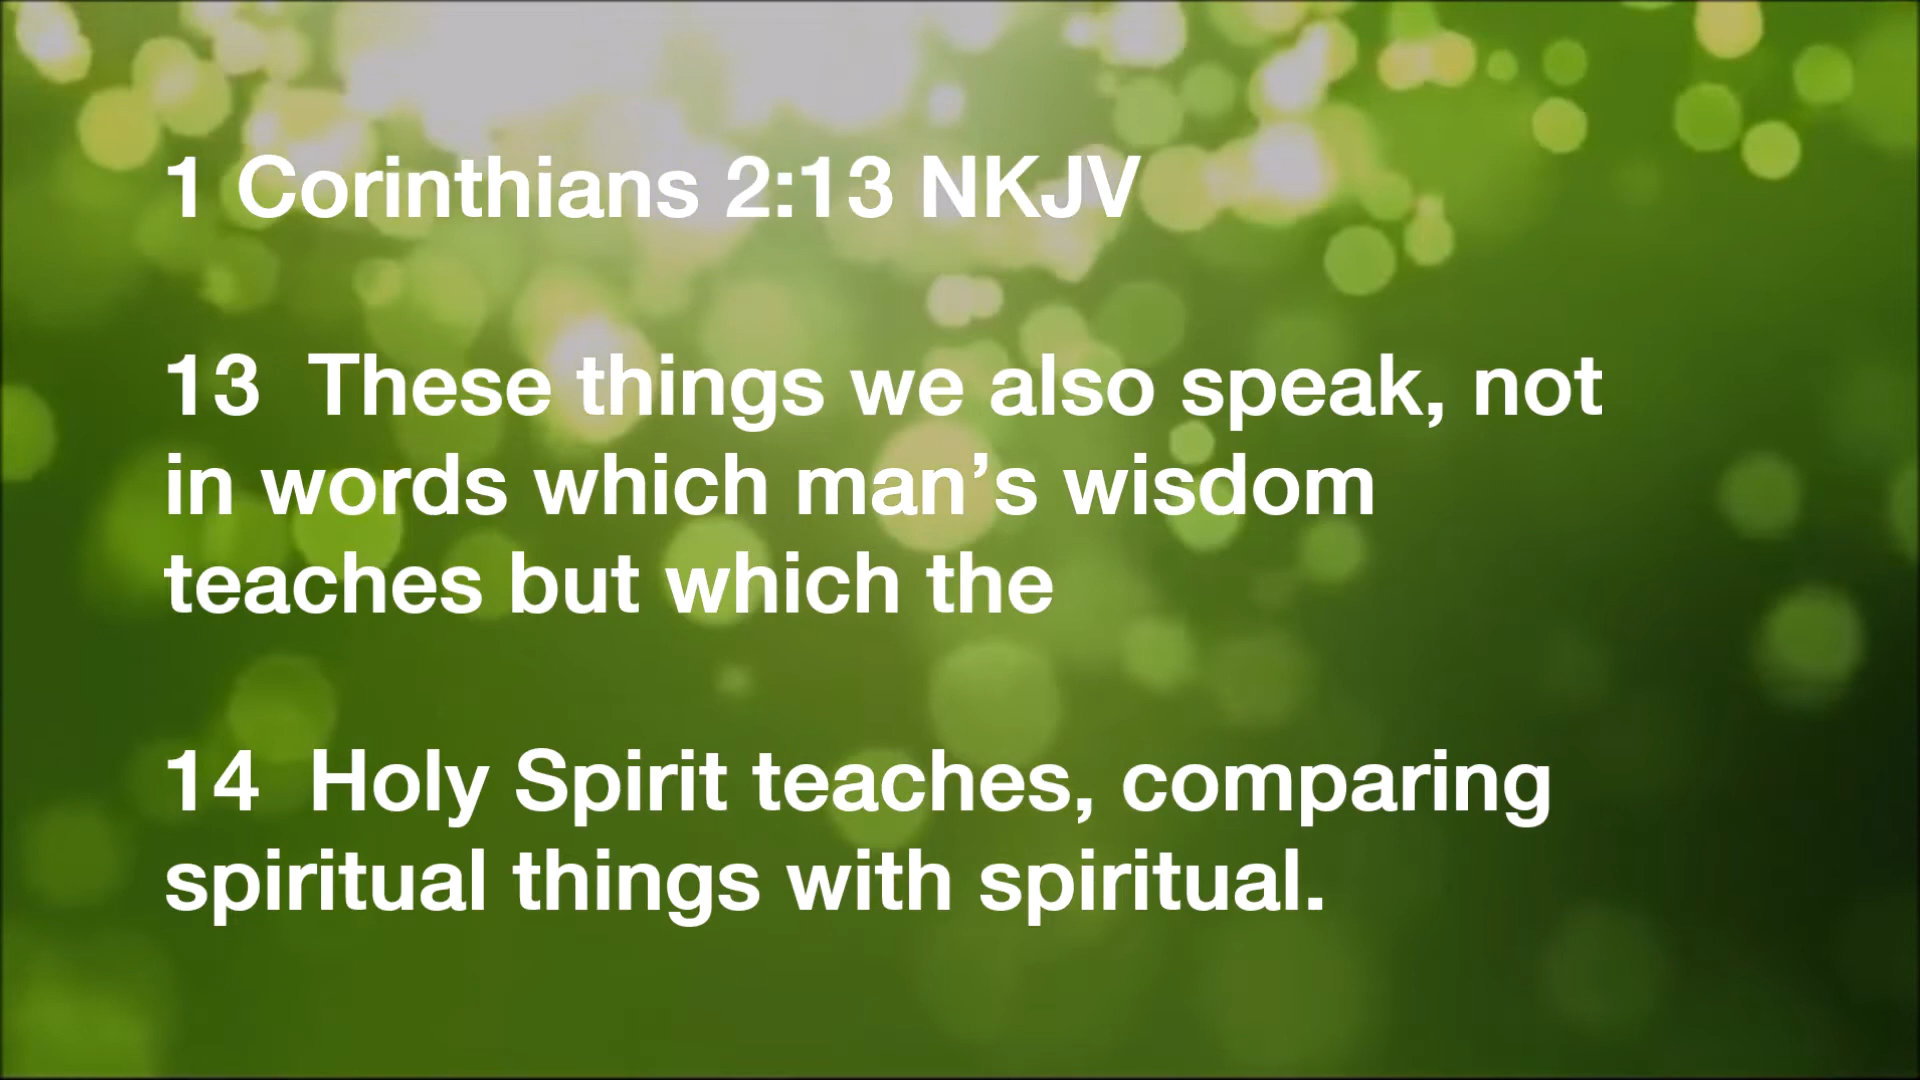 1 Corinthians 2:13 NKJV
13 These things we also speak, not
in words which man’s wisdom
teaches but which the
14 Holy Spirit teaches, comparing
spiritual things with spiritual.